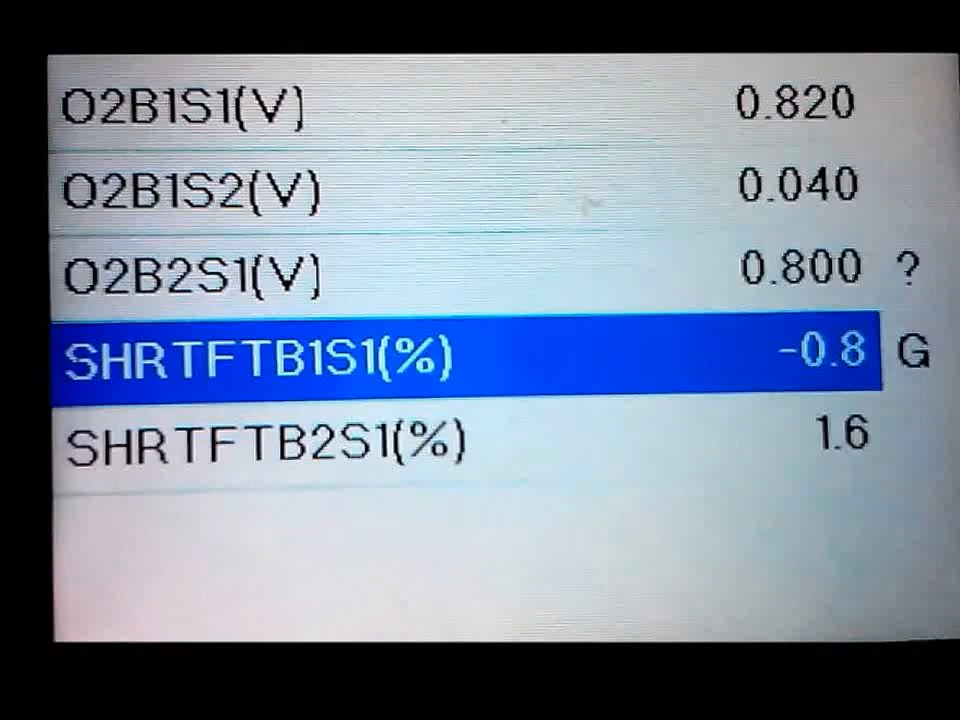 O2B1S1(V) 0.820
O2B1S2(V) 0.040
O2B2S1(V) 0.800 ?
SHRTFTB1S1(%) -0.8 G
SHRTFTB2S1(%) 1.6